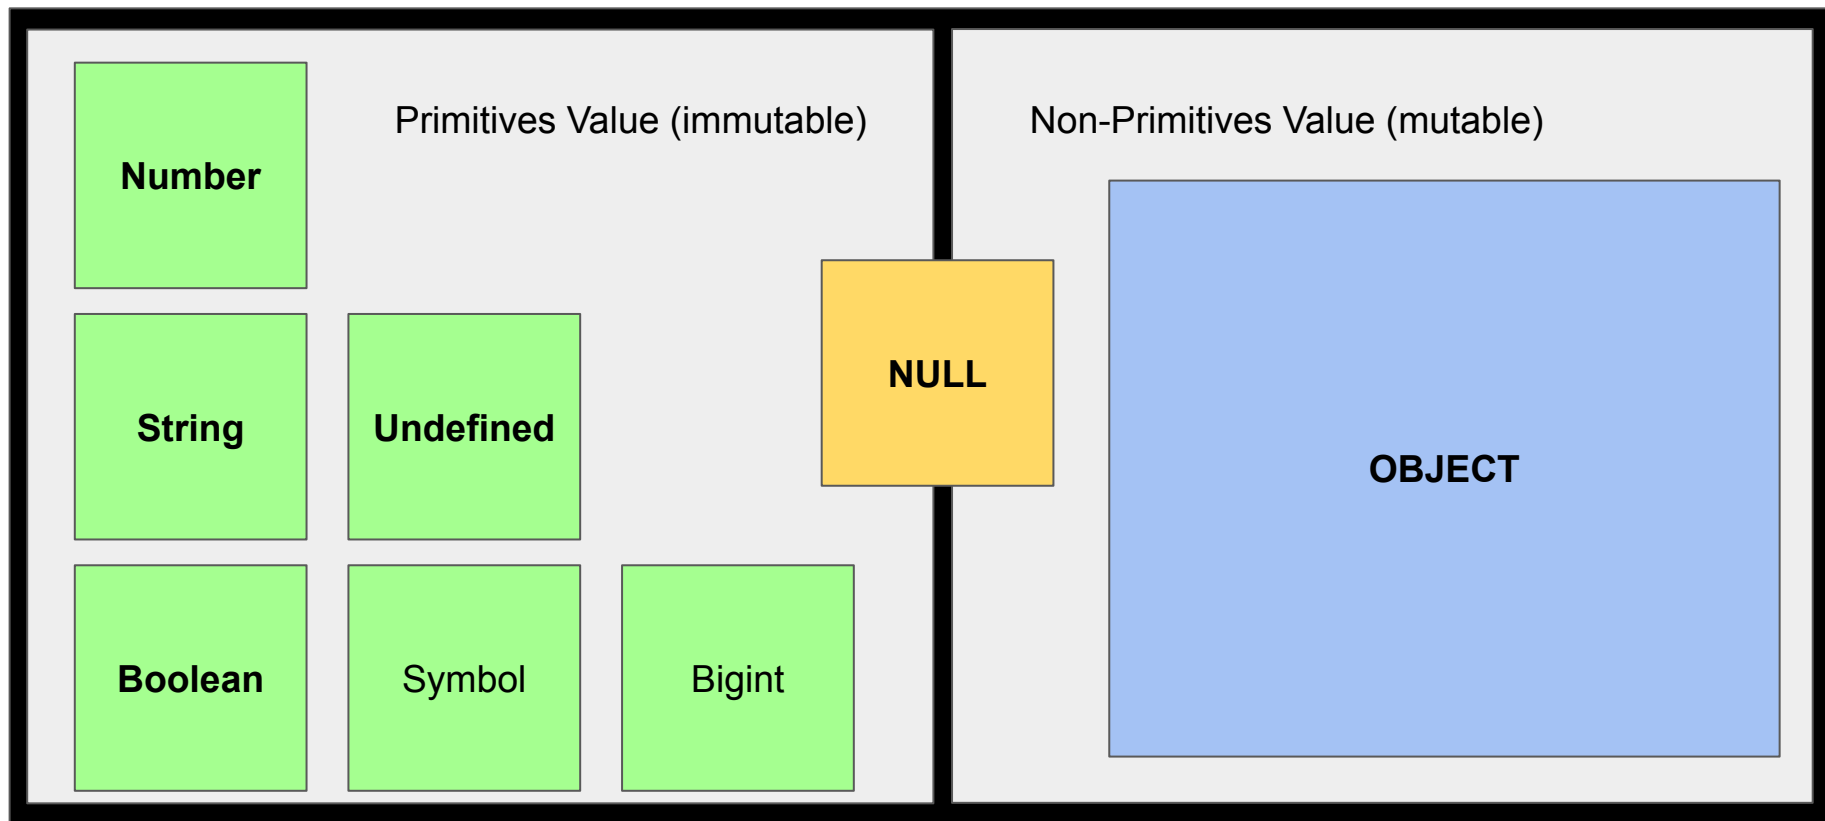 Primitives Value (immutable)
Number
String
Undefined
Boolean
Symbol
Bigint
NULL
Non-Primitives Value (mutable)
OBJECT